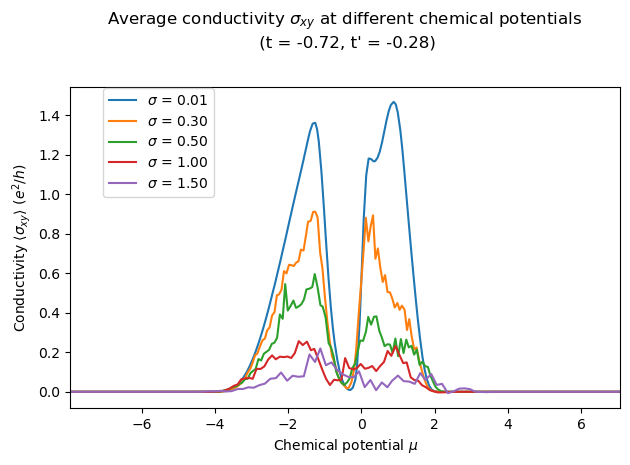 Average conductivity σxy at different chemical potentials
(t = -0.72, t' = -0.28)
σ = 0.01
σ = 0.30
σ = 0.50
σ = 1.00
σ = 1.50
Conductivity ⟨σxy⟩ (e²/h)
1.4
1.2
1.0
0.8
0.6
0.4
0.2
0.0
−6 −4 −2 0 2 4 6
Chemical potential μ